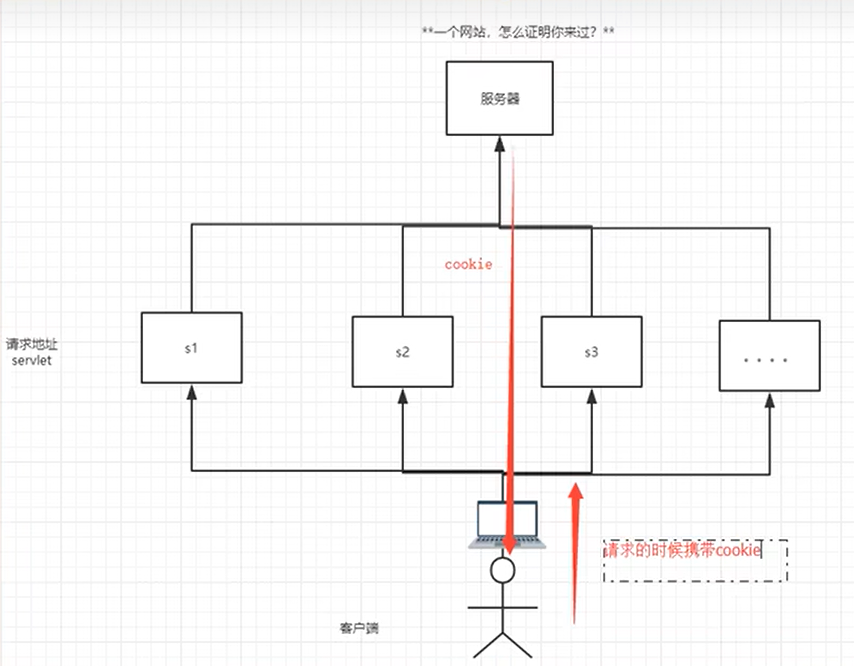 **一个网站，怎么证明你来过？**
服务器
cookie
请求地址
servlet
s1
s2
s3
....
请求的时候携带cookie
客户端